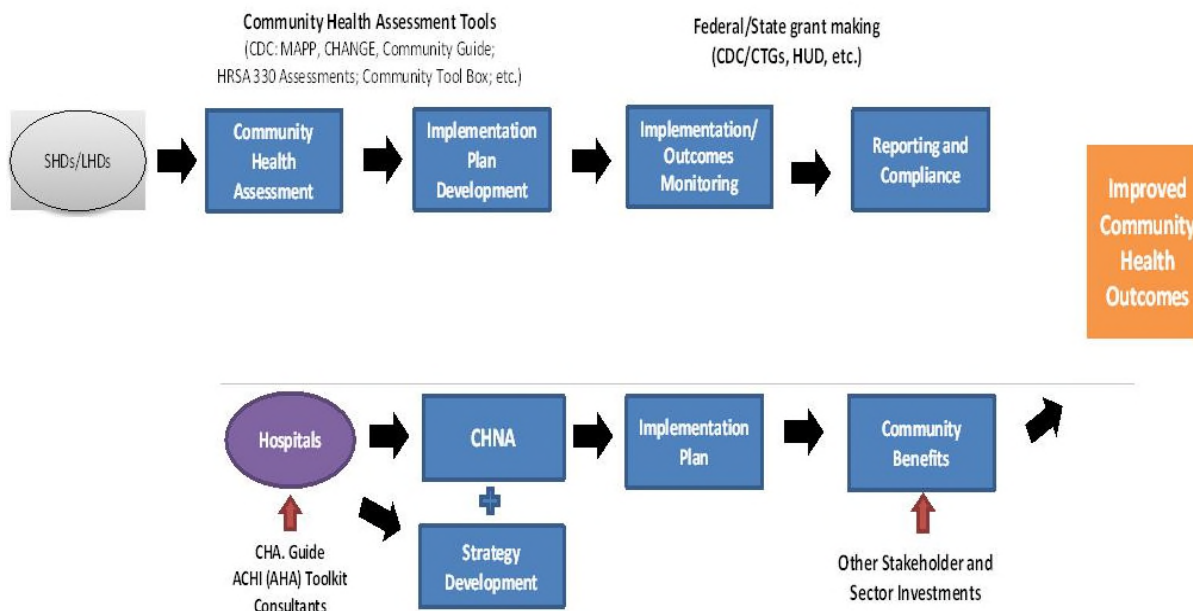 Community Health Assessment Tools
(CDC: MAPP, CHANGE, Community Guide;
HRSA 330 Assessments; Community Tool Box; etc.)
Federal/State grant making
(CDC/CTGs, HUD, etc.)
SHDs/LHDs
Community
Health
Assessment
Implementation
Plan
Development
Implementation/
Outcomes
Monitoring
Reporting and
Compliance
Improved
Community
Health
Outcomes
Hospitals
CHNA
Implementation
Plan
Community
Benefits
Strategy
Development
CHA. Guide
ACHI (AHA) Toolkit
Consultants
Other Stakeholder and
Sector Investments